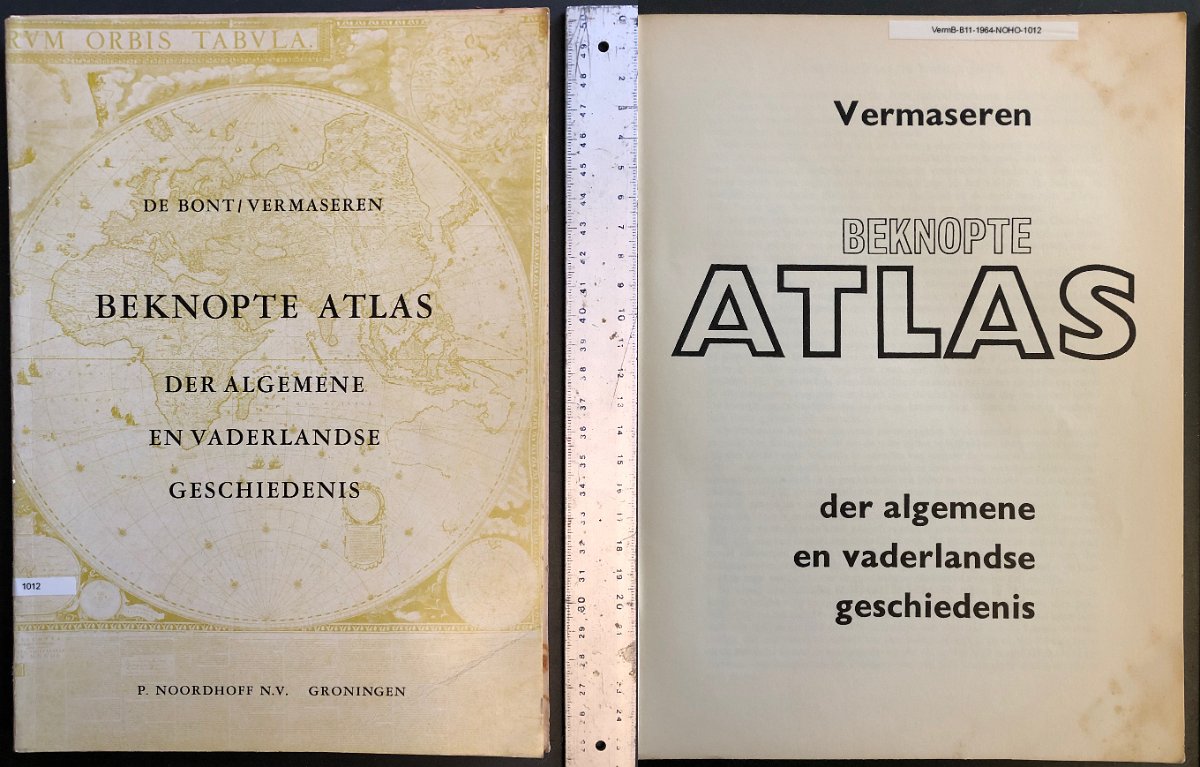 RVM ORBIS TABV
DE BONT/VERMASEREN
BEKNOPTE ATLAS
DER ALGEMENE
EN VADERLANDSE
GESCHIEDENIS
1012
P. NOORDHOFF N.V. GRONINGEN
VermB-B11-1964-NOHO-1012
Vermaseren
BEKNOPTE
ATLAS
der algemene
en vaderlandse
geschiedenis